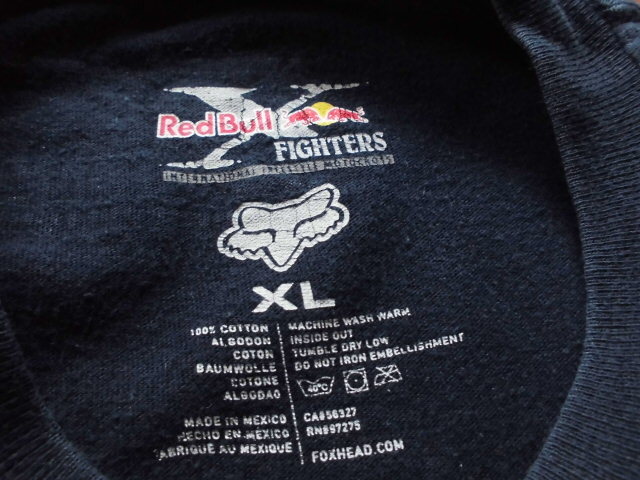 Red Bull
X
FIGHTERS
INTERNATIONAL FREESTYLE MOTOCROSS
XL
100% COTTON
ALGODON
COTON
BAUMWOLLE
COTONE
ALGODAO
MACHINE WASH WARM
INSIDE OUT
TUMBLE DRY LOW
DO NOT IRON EMBELLISHMENT
40°C
MADE IN MEXICO
HECHO EN MEXICO
FABRIQUE AU MEXIQUE
CA#56327
RN#97275
FOXHEAD.COM